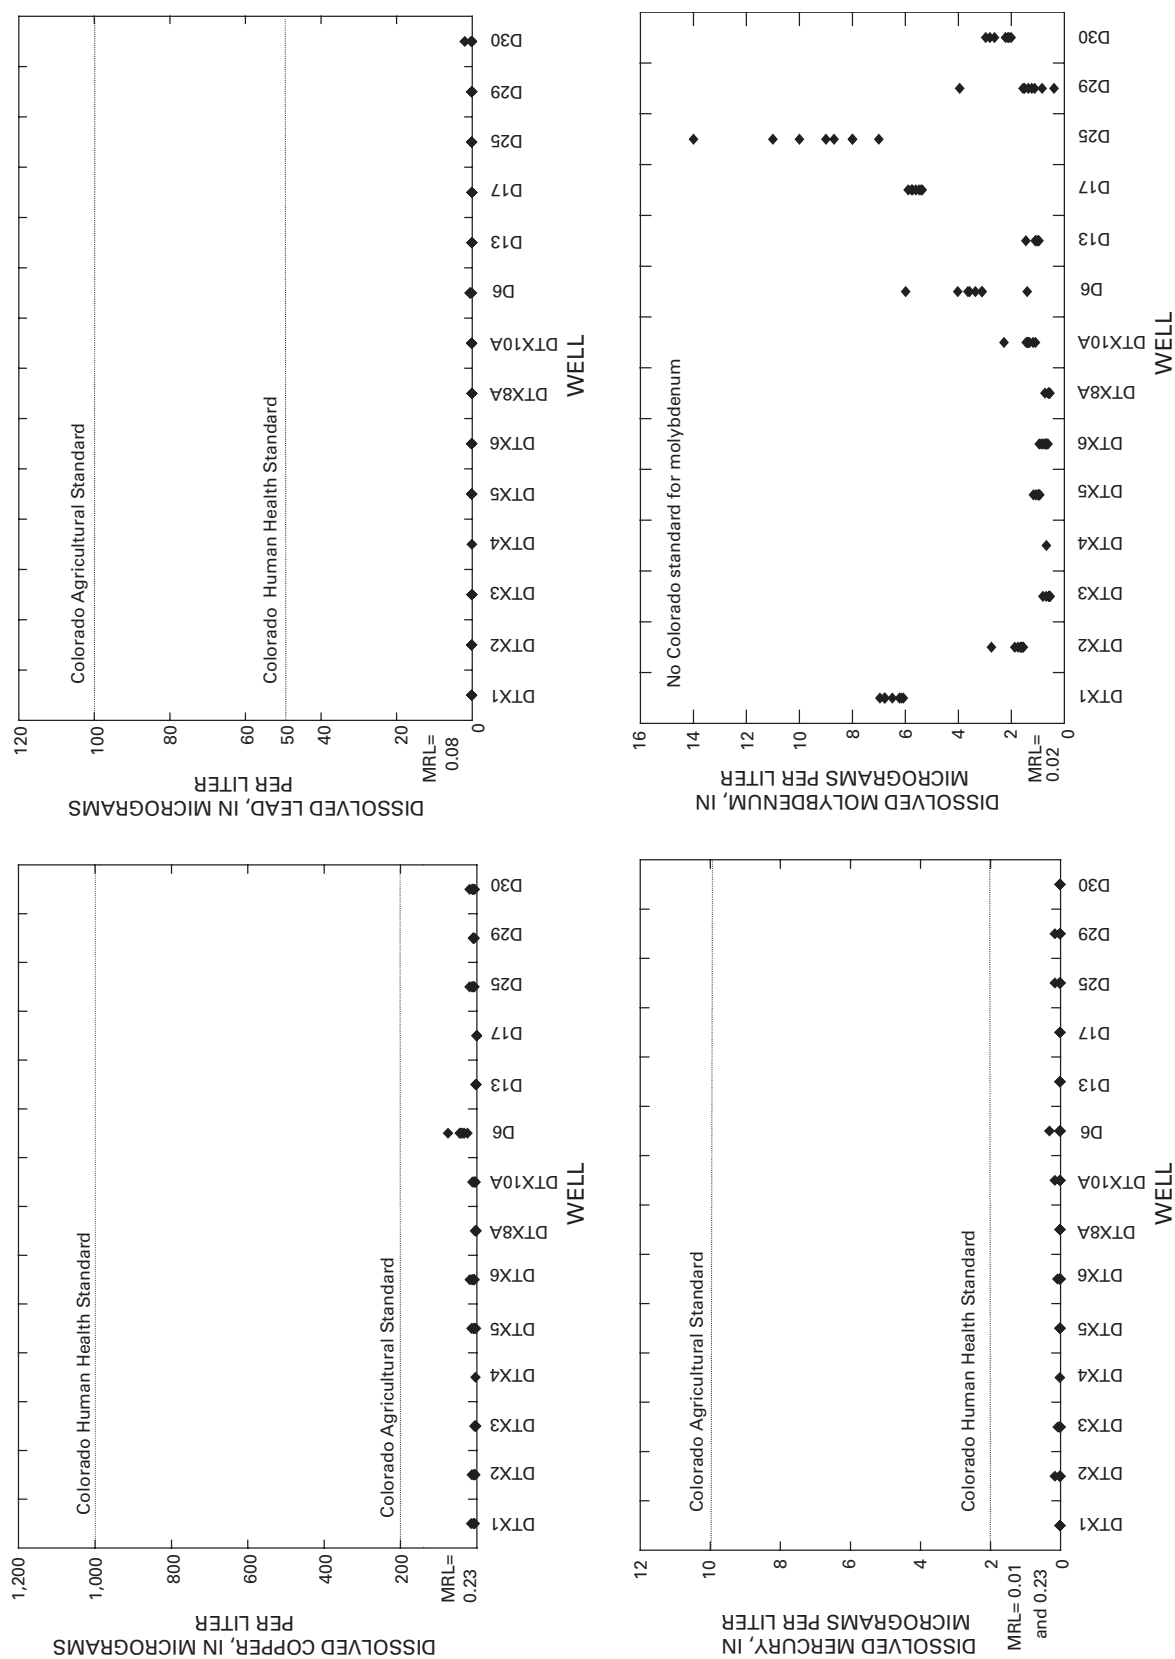 DISSOLVED COPPER, IN MICROGRAMS
PER LITER
1,200
1,000
800
600
400
200
MRL=
0.23
Colorado Human Health Standard
Colorado Agricultural Standard
DTX1
DTX2
DTX3
DTX4
DTX5
DTX6
DTX8A
DTX10A
D6
D13
D17
D25
D29
D30
WELL
DISSOLVED LEAD, IN MICROGRAMS
PER LITER
120
100
80
60
50
40
20
0
MRL=
0.08
Colorado Agricultural Standard
Colorado Human Health Standard
DTX1
DTX2
DTX3
DTX4
DTX5
DTX6
DTX8A
DTX10A
D6
D13
D17
D25
D29
D30
WELL
DISSOLVED MERCURY, IN
MICROGRAMS PER LITER
12
10
8
6
4
2
0
MRL= 0.01
and 0.23
Colorado Agricultural Standard
Colorado Human Health Standard
DTX1
DTX2
DTX3
DTX4
DTX5
DTX6
DTX8A
DTX10A
D6
D13
D17
D25
D29
D30
WELL
DISSOLVED MOLYBDENUM, IN
MICROGRAMS PER LITER
16
14
12
10
8
6
4
2
0
MRL=
0.02
No Colorado standard for molybdenum
DTX1
DTX2
DTX3
DTX4
DTX5
DTX6
DTX8A
DTX10A
D6
D13
D17
D25
D29
D30
WELL